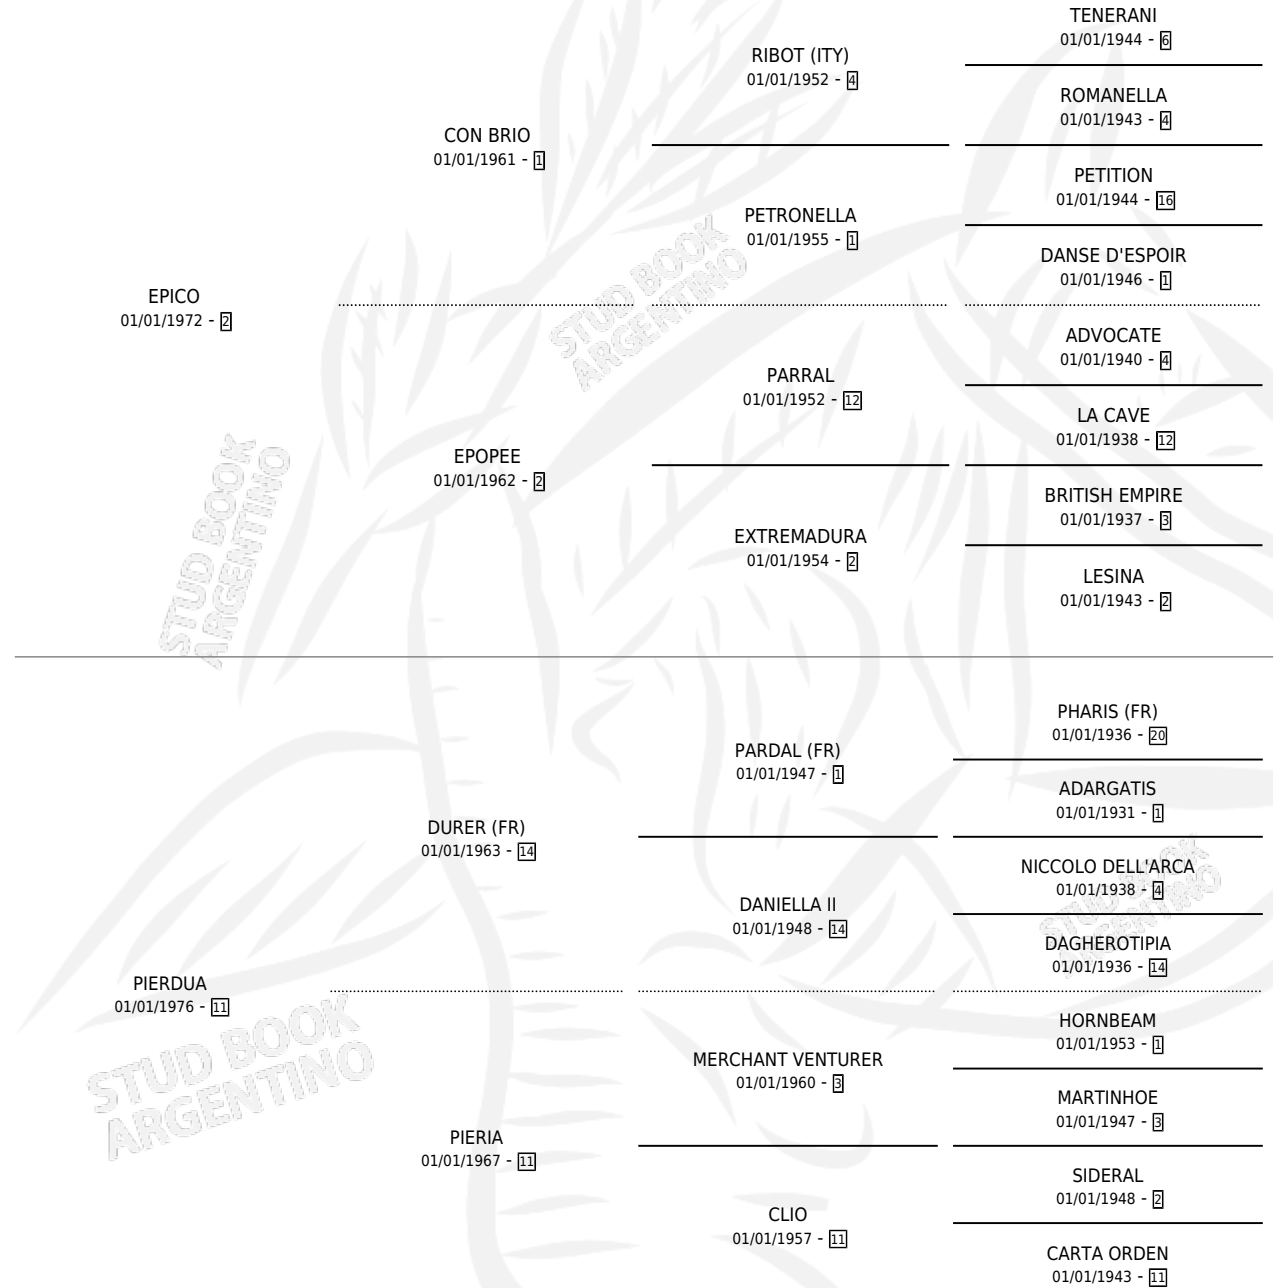 TENERANI
01/01/1944 - 6
RIBOT (ITY)
01/01/1952 - 4
ROMANELLA
01/01/1943 - 4
CON BRIO
01/01/1961 - 1
PETITION
01/01/1944 - 16
PETRONELLA
01/01/1955 - 1
DANSE D'ESPOIR
01/01/1946 - 1
EPICO
01/01/1972 - 2
STUD BOOK
ARGENTINO
ADVOCATE
01/01/1940 - 4
PARRAL
01/01/1952 - 12
LA CAVE
01/01/1938 - 12
EPOPEE
01/01/1962 - 2
BRITISH EMPIRE
01/01/1937 - 3
EXTREMADURA
01/01/1954 - 2
LESINA
01/01/1943 - 2
STUD BOOK
ARGENTINO
PHARIS (FR)
01/01/1936 - 20
PARDAL (FR)
01/01/1947 - 1
ADARGATIS
01/01/1931 - 1
DURER (FR)
01/01/1963 - 14
NICCOLO DELL'ARCA
01/01/1938 - 4
DANIELLA II
01/01/1948 - 14
STUD BOOK
ARGENTINO
DAGHEROTIPIA
01/01/1936 - 14
PIERDUA
01/01/1976 - 11
HORNBEAM
01/01/1953 - 1
MERCHANT VENTURER
01/01/1960 - 3
STUD BOOK
ARGENTINO
MARTINHOE
01/01/1947 - 3
PIERIA
01/01/1967 - 11
SIDERAL
01/01/1948 - 2
CLIO
01/01/1957 - 11
CARTA ORDEN
01/01/1943 - 11